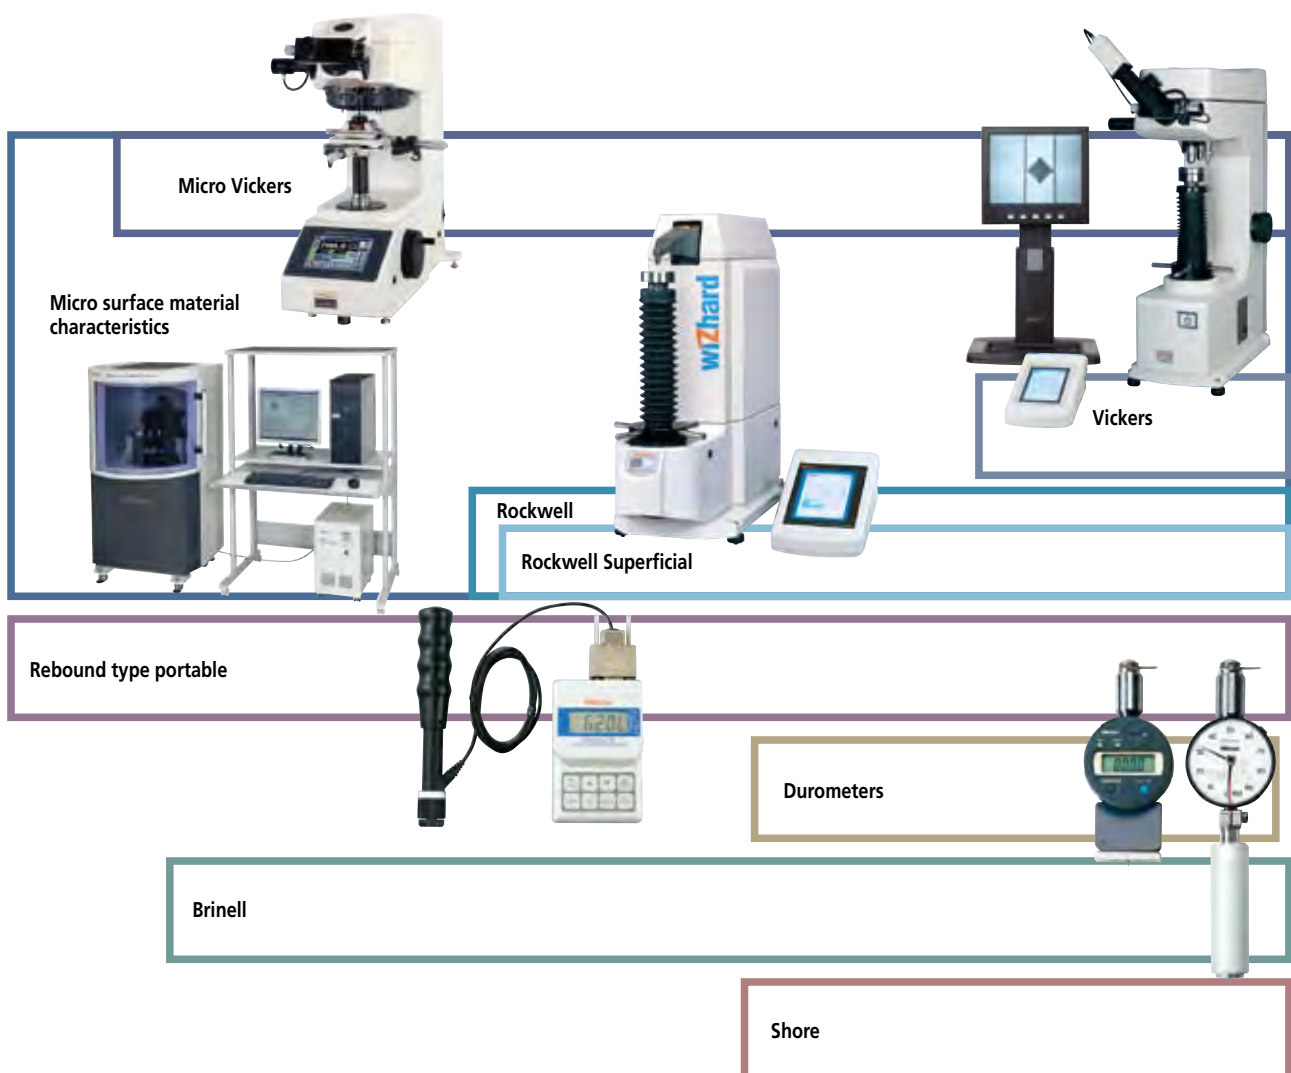 Micro Vickers
Micro surface material
characteristics
wiZhard
Vickers
Rockwell
Rockwell Superficial
Rebound type portable
Durometers
Brinell
Shore